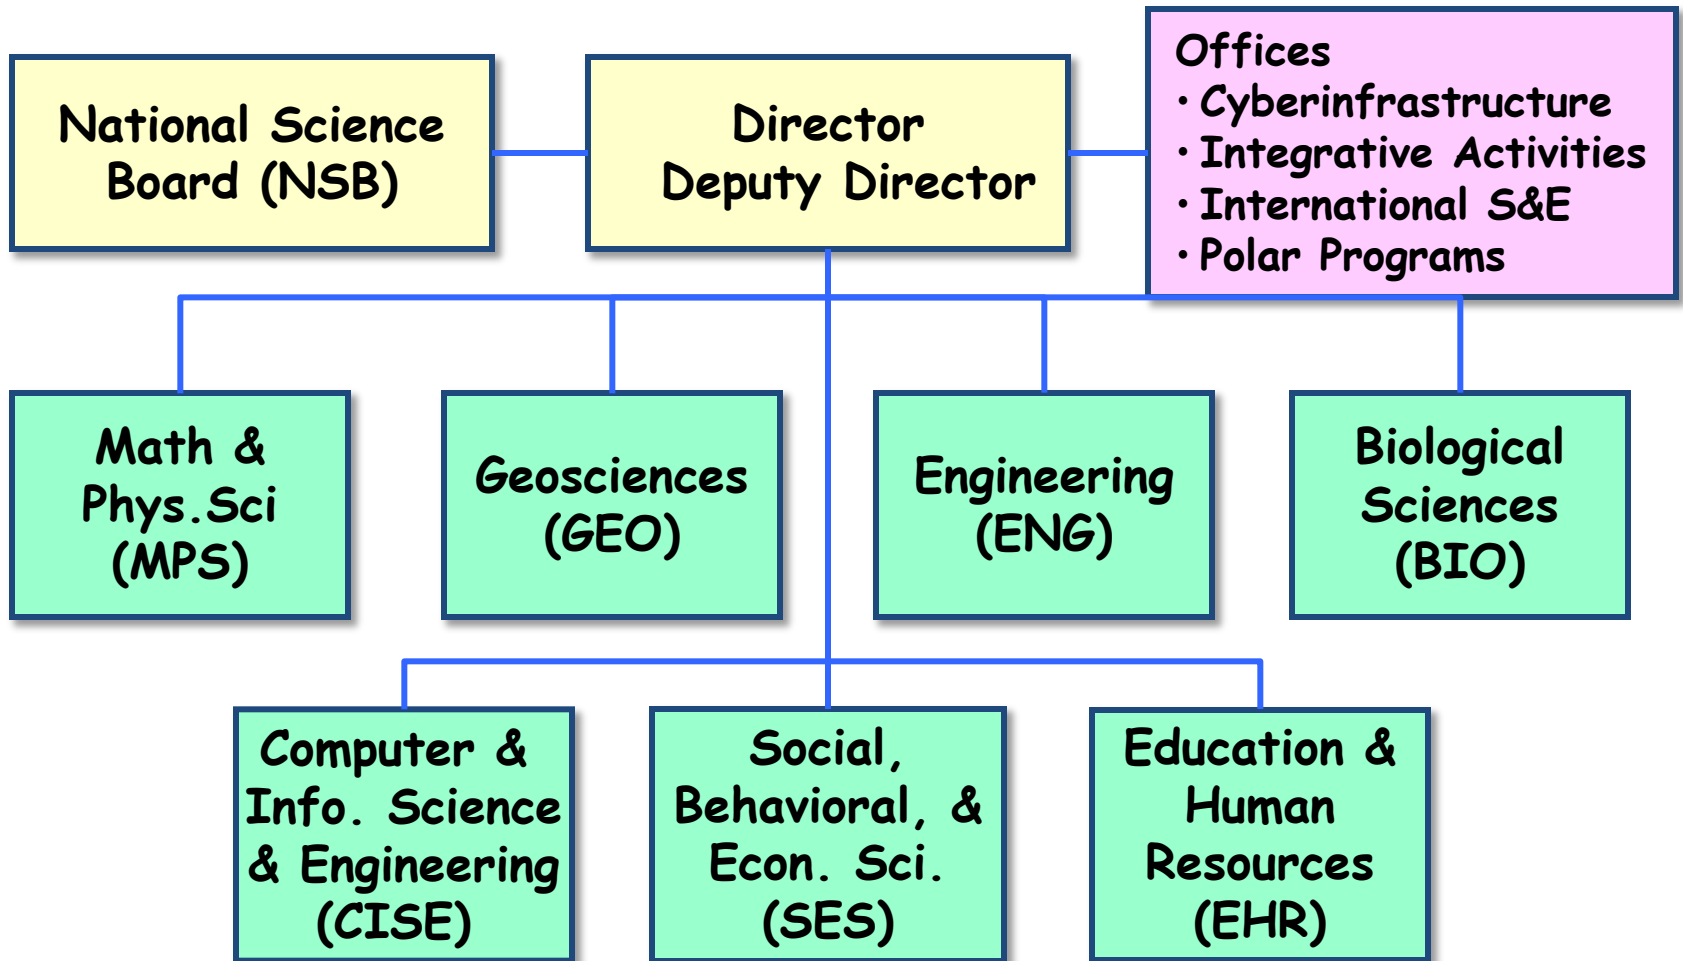 National Science
Board (NSB)
Director
Deputy Director
Offices
• Cyberinfrastructure
• Integrative Activities
• International S&E
• Polar Programs
Math &
Phys.Sci
(MPS)
Geosciences
(GEO)
Engineering
(ENG)
Biological
Sciences
(BIO)
Computer &
Info. Science
& Engineering
(CISE)
Social,
Behavioral, &
Econ. Sci.
(SES)
Education &
Human
Resources
(EHR)